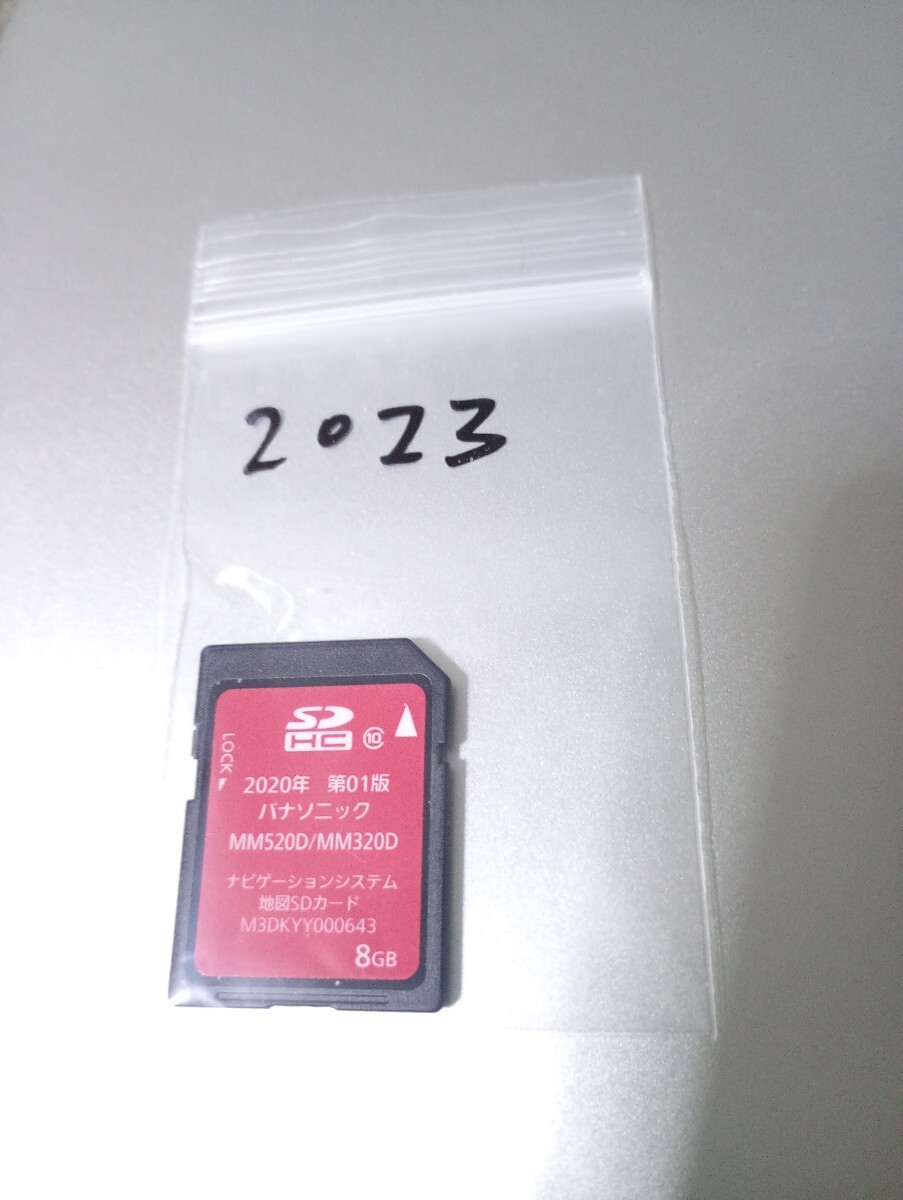 2023
SD
HC 10
LOCK
2020年 第01版
パナソニック
MM520D/MM320D
ナビゲーションシステム
地図SDカード
M3DKYY000643
8GB